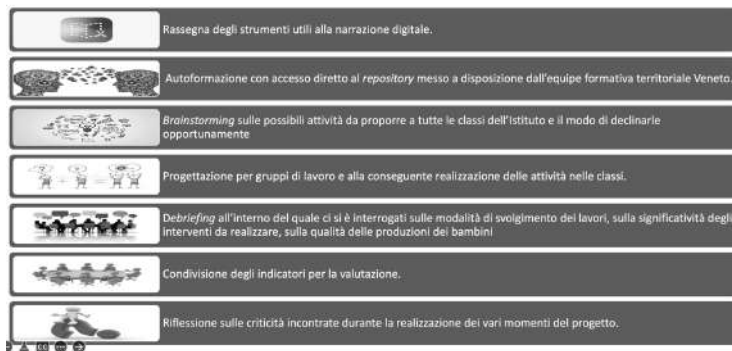 Rassegna degli strumenti utili alla narrazione digitale.
Autoformazione con accesso diretto al repository messo a disposizione dall'equipe formativa territoriale Veneto.
Brainstorming sulle possibili attività da proporre a tutte le classi dell'Istituto e il modo di declinarle
opportunamente
Progettazione per gruppi di lavoro e alla conseguente realizzazione delle attività nelle classi.
Debriefing all'interno del quale ci si è interrogati sulle modalità di svolgimento dei lavori, sulla significatività degli
interventi da realizzare, sulla qualità delle produzioni dei bambini
Condivisione degli indicatori per la valutazione.
Riflessione sulle criticità incontrate durante la realizzazione dei vari momenti del progetto.